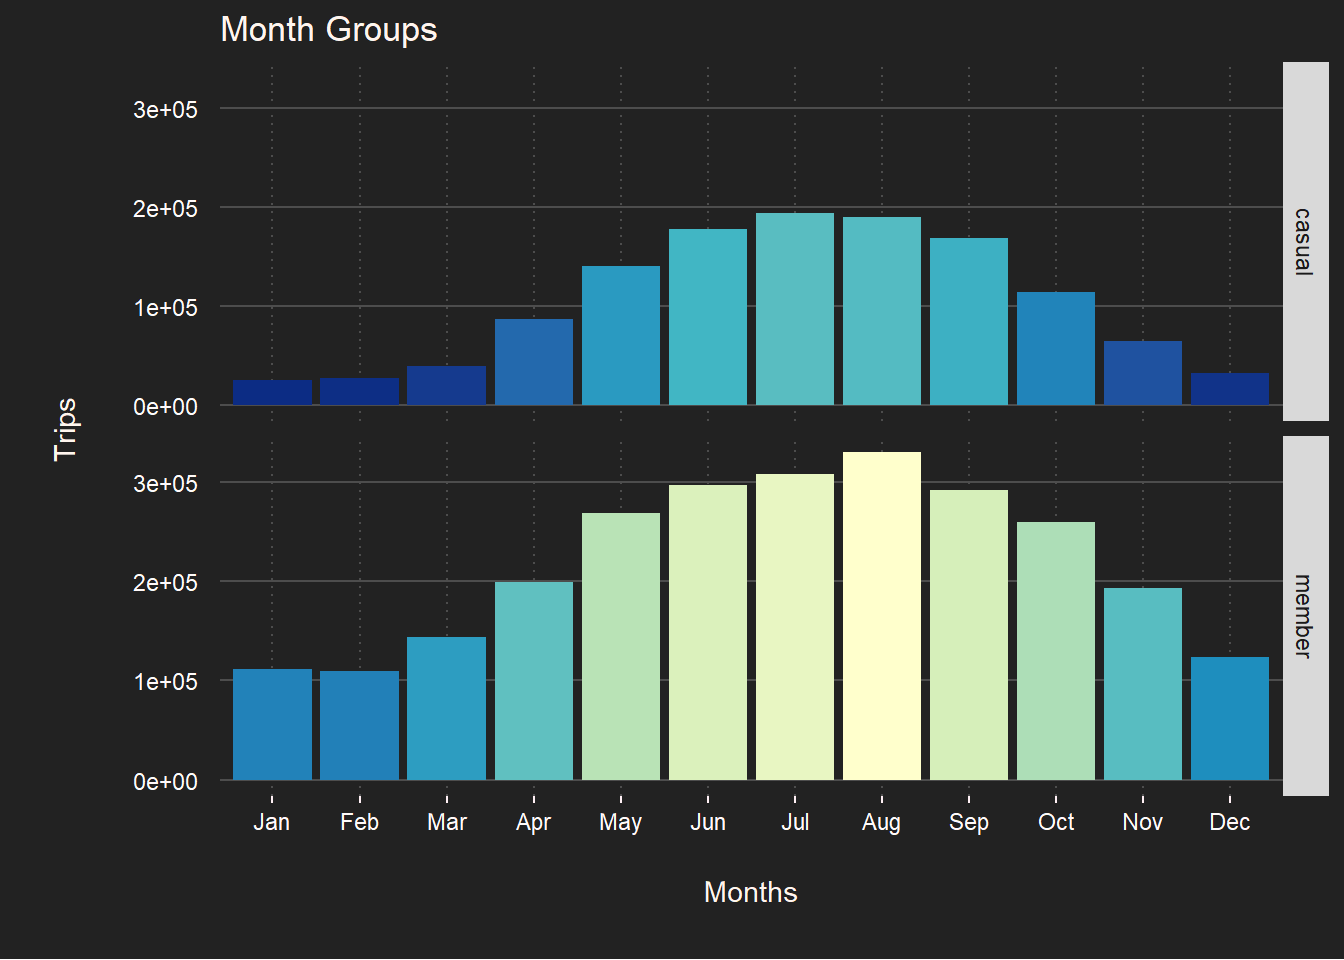 Month Groups
3e+05
2e+05
1e+05
0e+00
casual
Trips
3e+05
2e+05
1e+05
0e+00
member
Jan Feb Mar Apr May Jun Jul Aug Sep Oct Nov Dec
Months